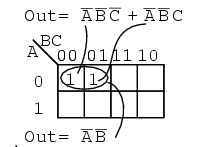 Out= A̅B̅C̅ + A̅B̅C
BC
A 00 01 11 10
0 1 1
1
Out= A̅B̅